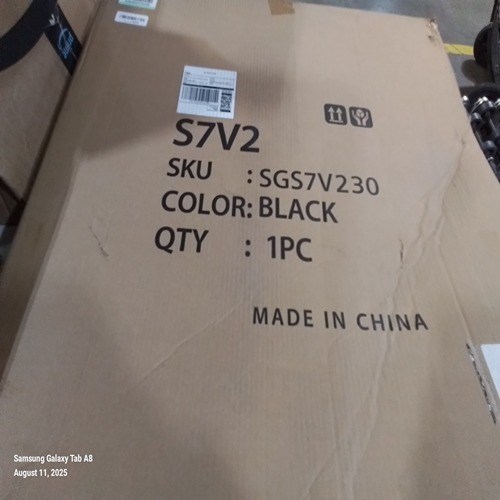 S7V2
SKU : SGS7V230
COLOR: BLACK
QTY : 1PC
MADE IN CHINA
Samsung Galaxy Tab A8
August 11, 2025